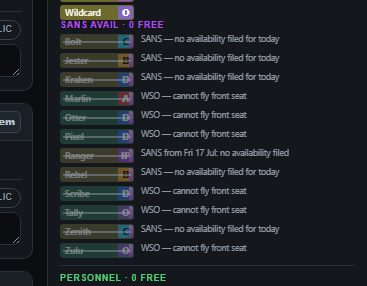 Wildcard O
SANS AVAIL · 0 FREE
LIC
Bolt C SANS — no availability filed for today
Jester B SANS — no availability filed for today
Kraken D SANS — no availability filed for today
Marlin A WSO — cannot fly front seat
em
Otter D WSO — cannot fly front seat
Pixel D WSO — cannot fly front seat
Ranger IP SANS from Fri 17 Jul: no availability filed
Rebel B SANS — no availability filed for today
Scribe D WSO — cannot fly front seat
LIC
Tally O WSO — cannot fly front seat
Zenith C SANS — no availability filed for today
Zulu O WSO — cannot fly front seat
PERSONNEL · 0 FREE